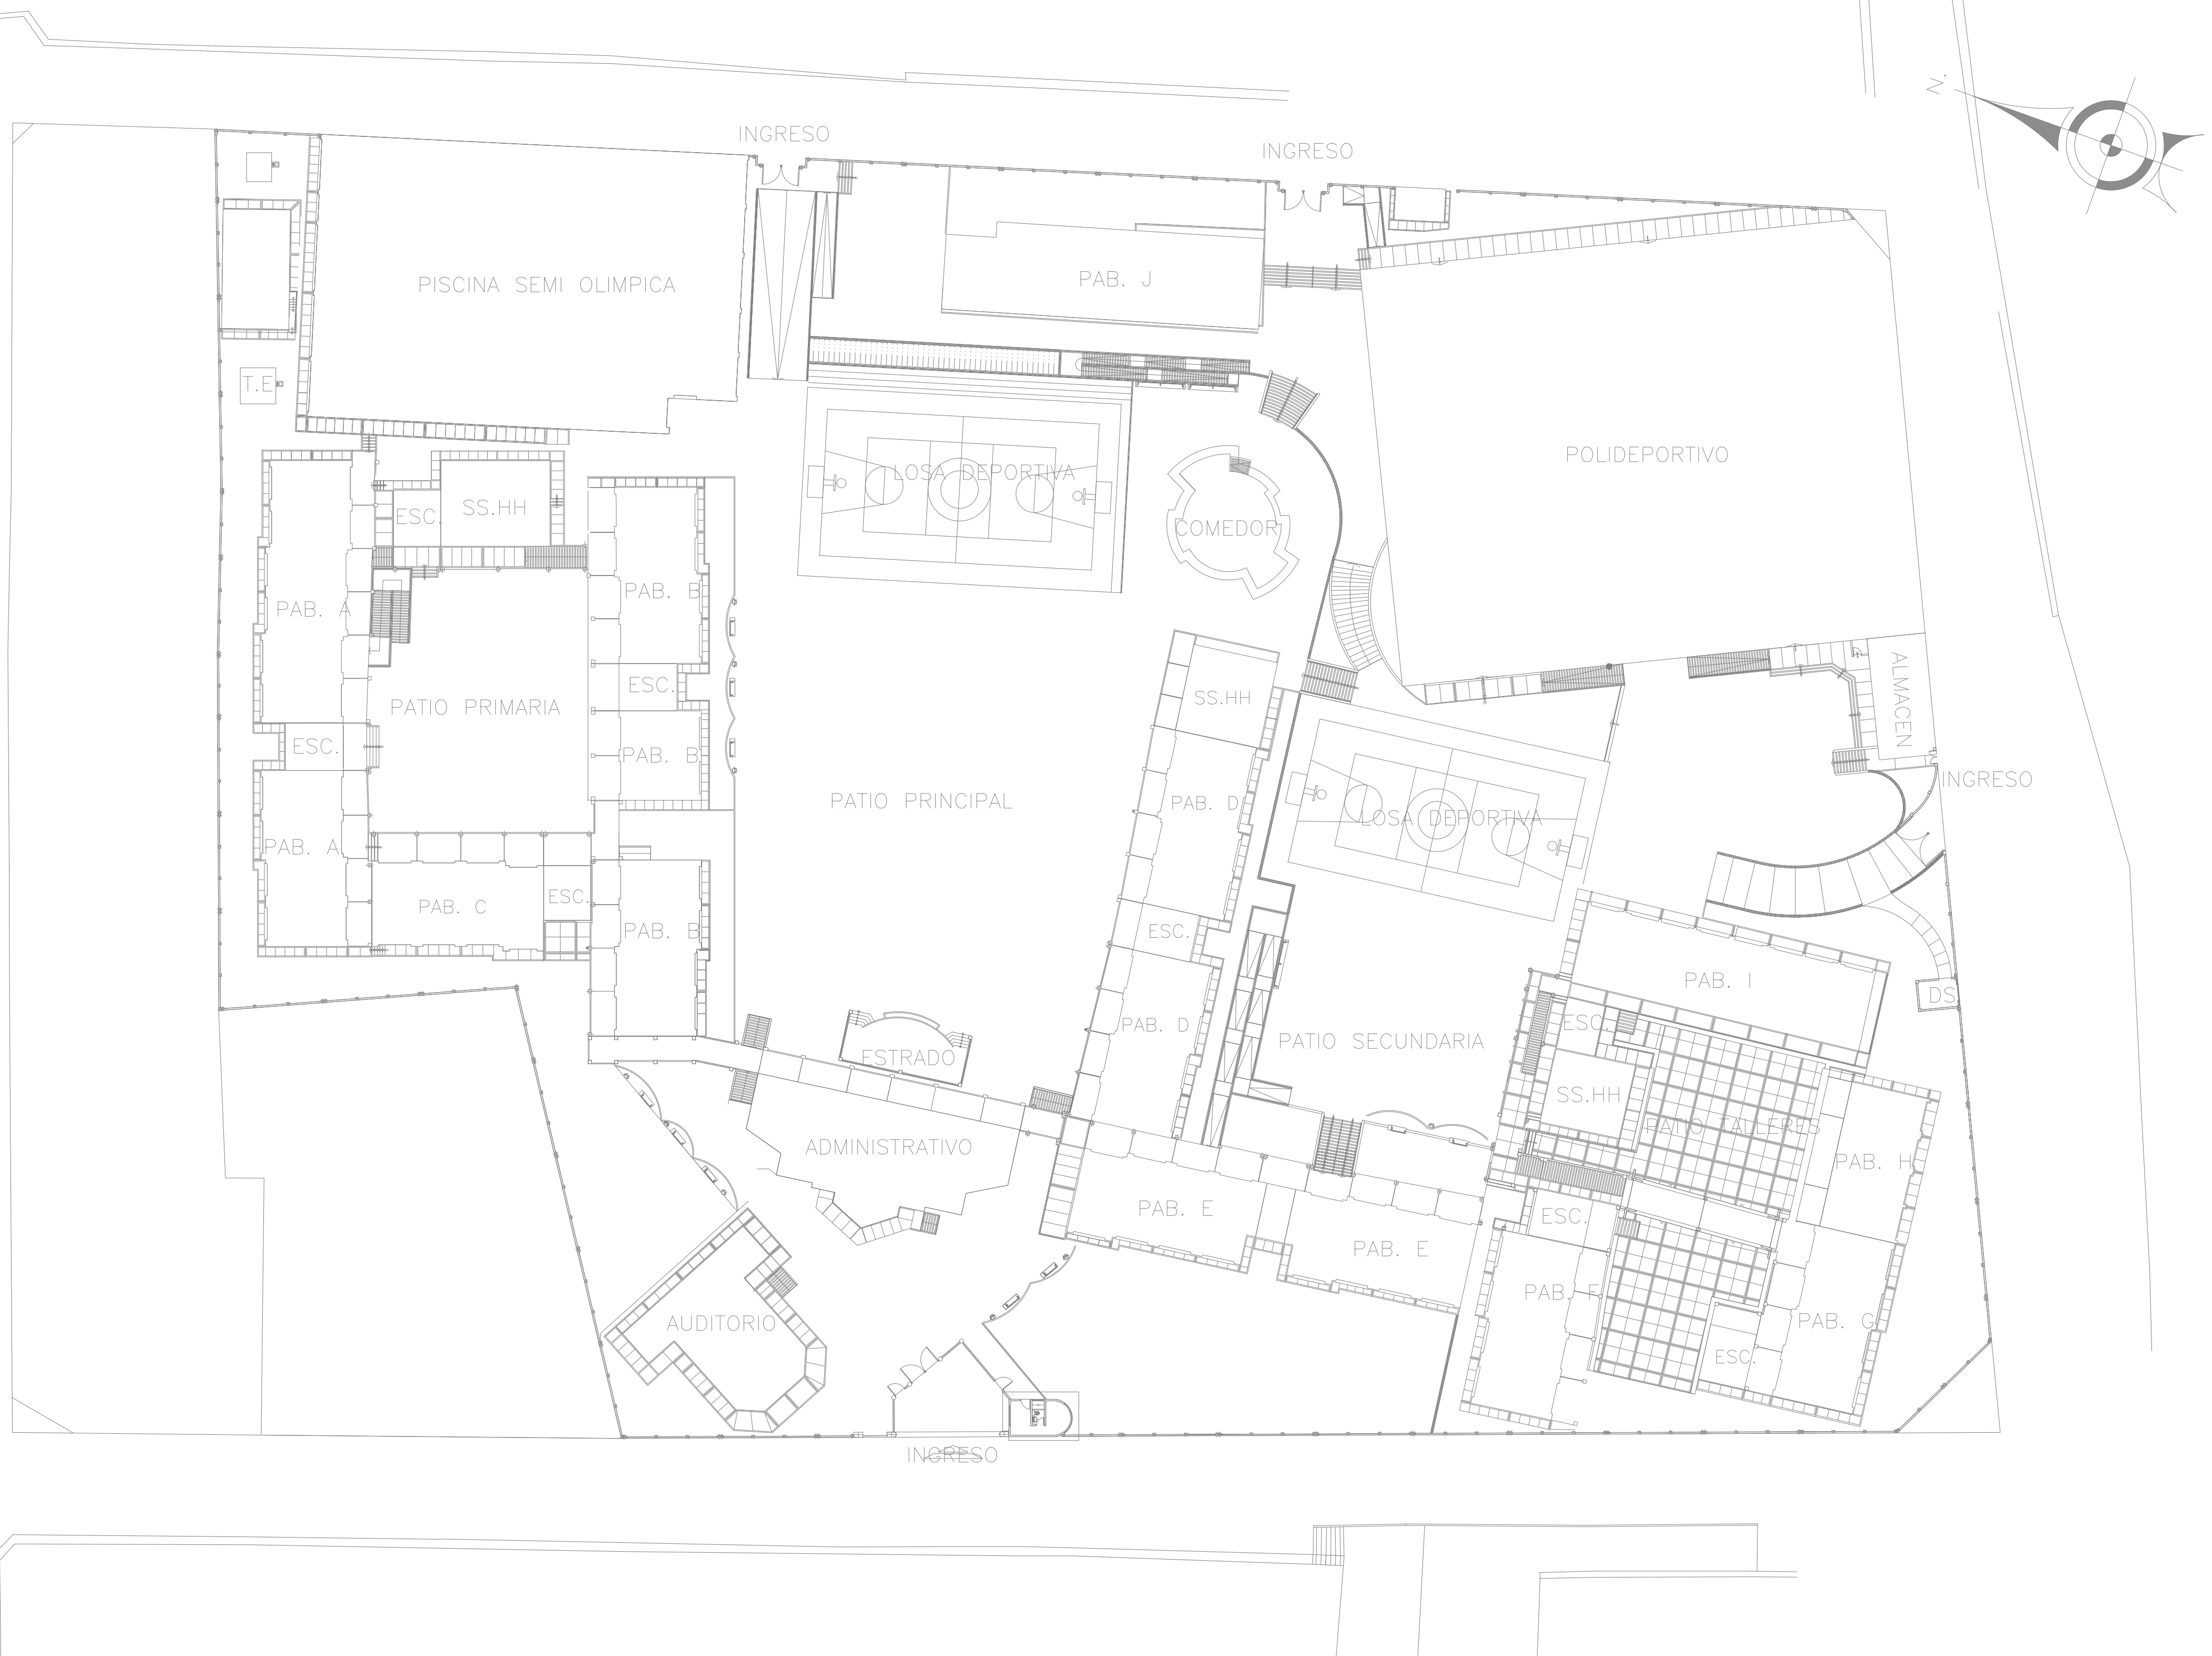 N.
INGRESO
INGRESO
PISCINA SEMI OLIMPICA
PAB. J
T.E
LOSA DEPORTIVA
POLIDEPORTIVO
ESC.
SS.HH
COMEDOR
PAB. A
PAB. B
ESC.
SS.HH
ALMACEN
PATIO PRIMARIA
ESC.
PAB. B
INGRESO
PATIO PRINCIPAL
PAB. D
LOSA DEPORTIVA
PAB. A
PAB. C
ESC.
PAB. B
ESC.
PAB. I
DS
PAB. D
ESC.
ESTRADO
PATIO SECUNDARIA
SS.HH
PATIO TALLERES
ADMINISTRATIVO
PAB. H
PAB. E
ESC.
PAB. E
PAB. F
AUDITORIO
PAB. G
ESC.
INGRESO